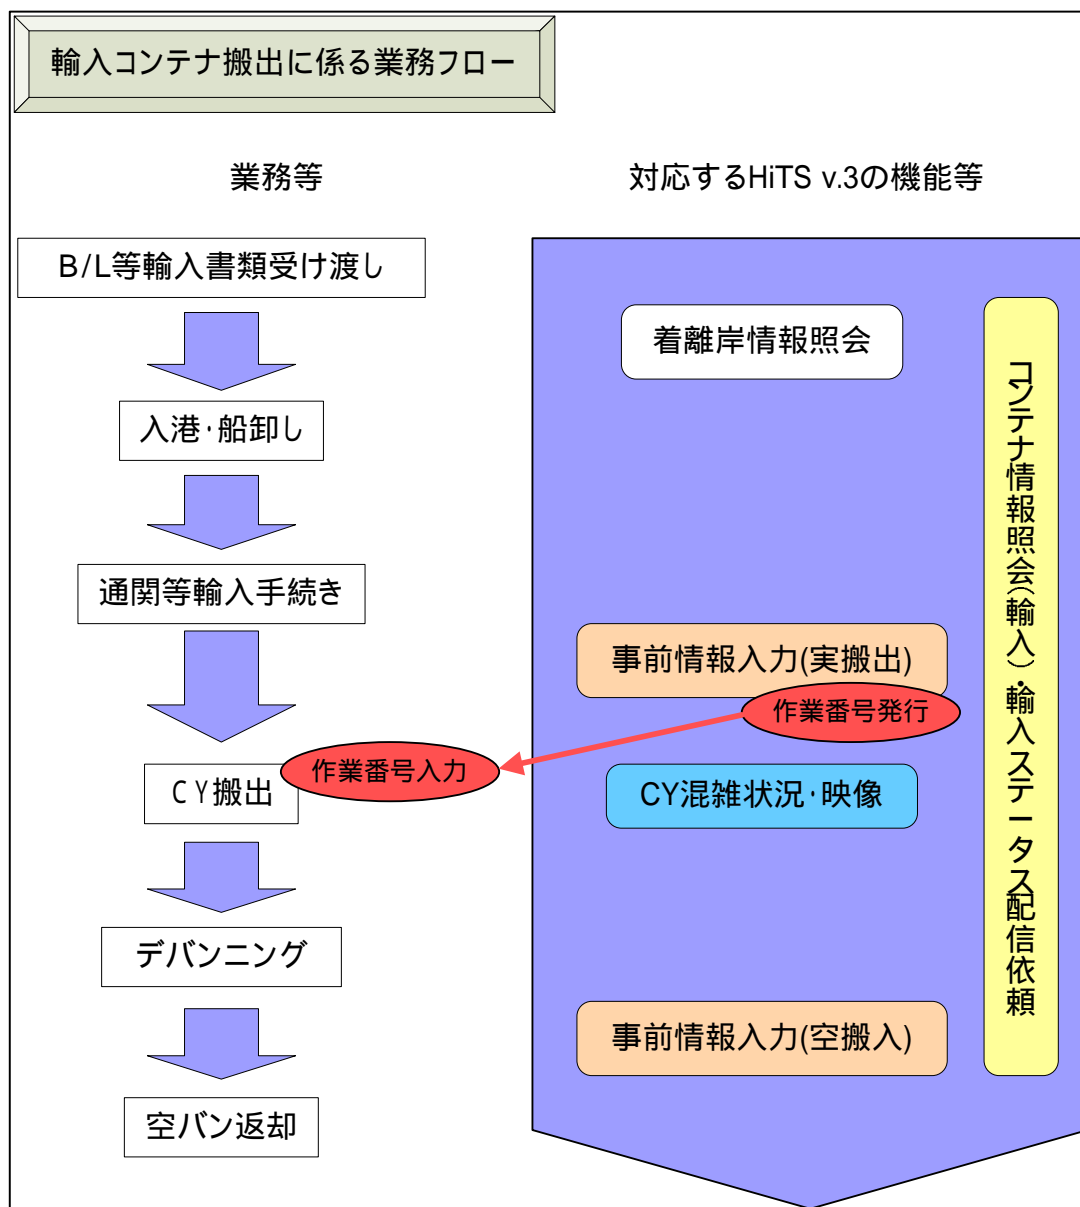 輸入コンテナ搬出に係る業務フロー
業務等
対応するHiTS v.3の機能等
B/L等輸入書類受け渡し
着離岸情報照会
入港・船卸し
通関等輸入手続き
事前情報入力(実搬出)
作業番号発行
作業番号入力
CY搬出
CY混雑状況・映像
デバンニング
事前情報入力(空搬入)
空バン返却
コンテナ情報照会(輸入)・輸入ステータス配信依頼